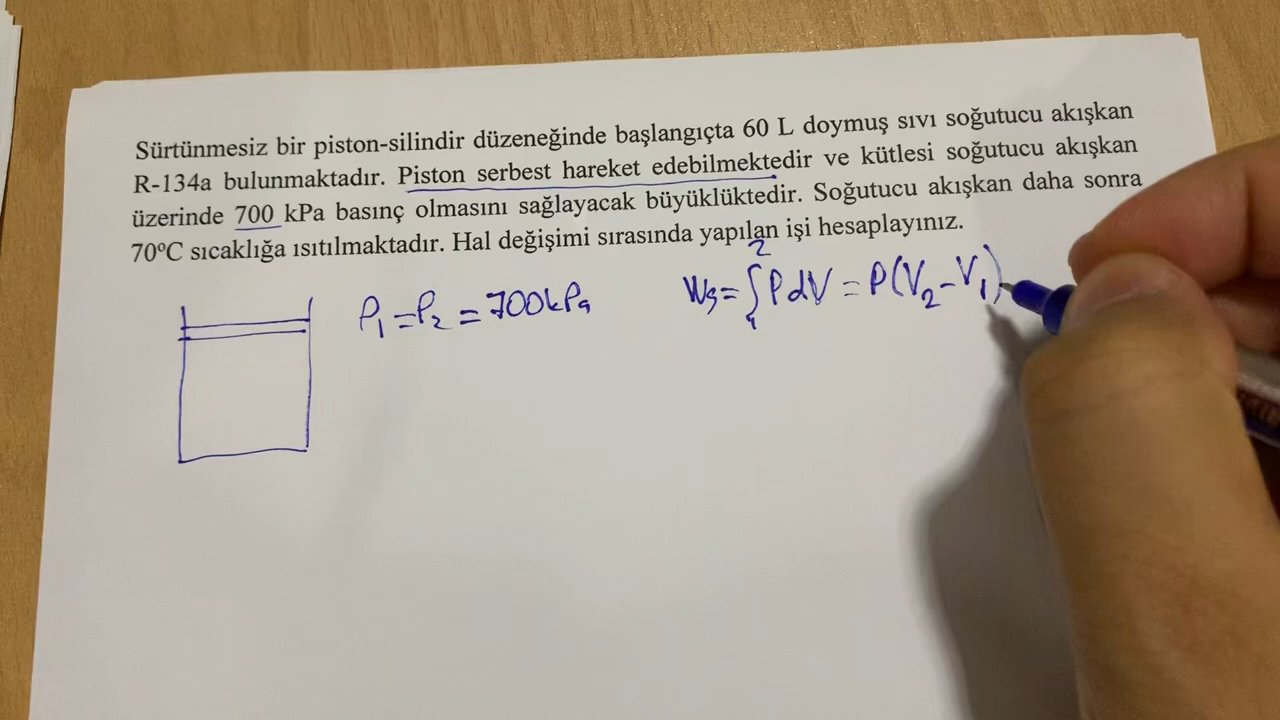 Sürtünmesiz bir piston-silindir düzeneğinde başlangıçta 60 L doymuş sıvı soğutucu akışkan
R-134a bulunmaktadır. Piston serbest hareket edebilmektedir ve kütlesi soğutucu akışkan
üzerinde 700 kPa basınç olmasını sağlayacak büyüklüktedir. Soğutucu akışkan daha sonra
70ºC sıcaklığa ısıtılmaktadır. Hal değişimi sırasında yapılan işi hesaplayınız.
P₁=P₂=700kPa
Ws=∫₁²PdV=P(V₂-V₁)